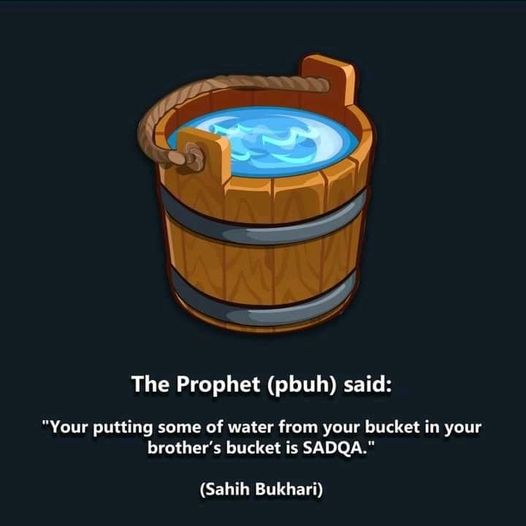 The Prophet (pbuh) said:
"Your putting some of water from your bucket in your
brother's bucket is SADQA."
(Sahih Bukhari)